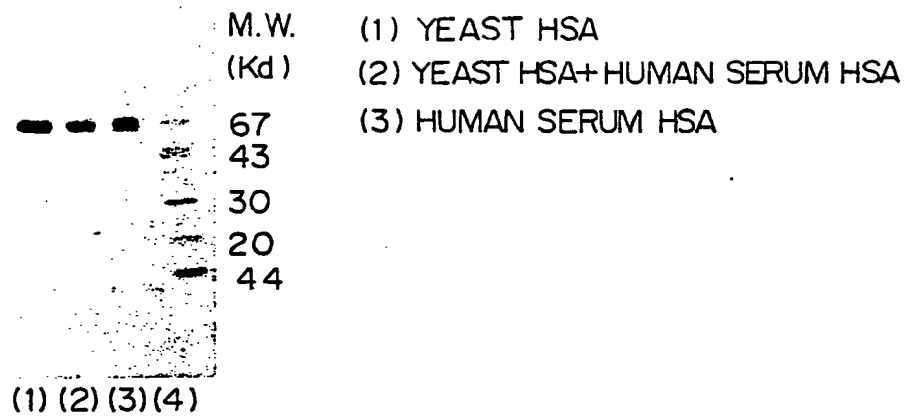 M.W.
(Kd)
67
43
30
20
44
(1) YEAST HSA
(2) YEAST HSA+HUMAN SERUM HSA
(3) HUMAN SERUM HSA
(1) (2) (3) (4)